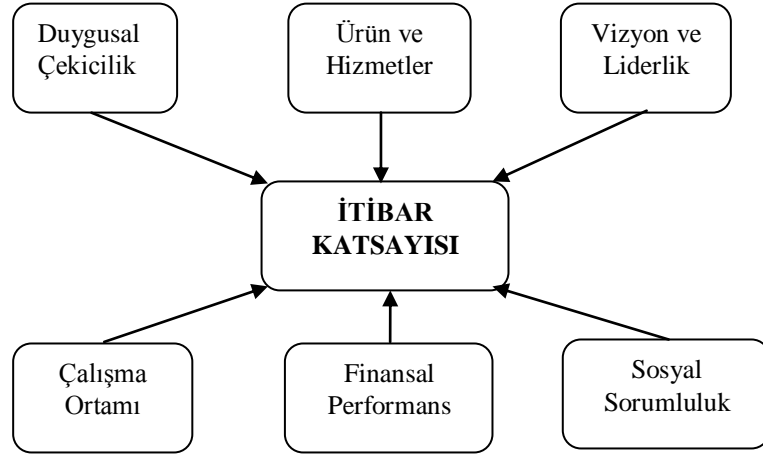 Duygusal
Çekicilik
Ürün ve
Hizmetler
Vizyon ve
Liderlik
İTİBAR
KATSAYISI
Çalışma
Ortamı
Finansal
Performans
Sosyal
Sorumluluk